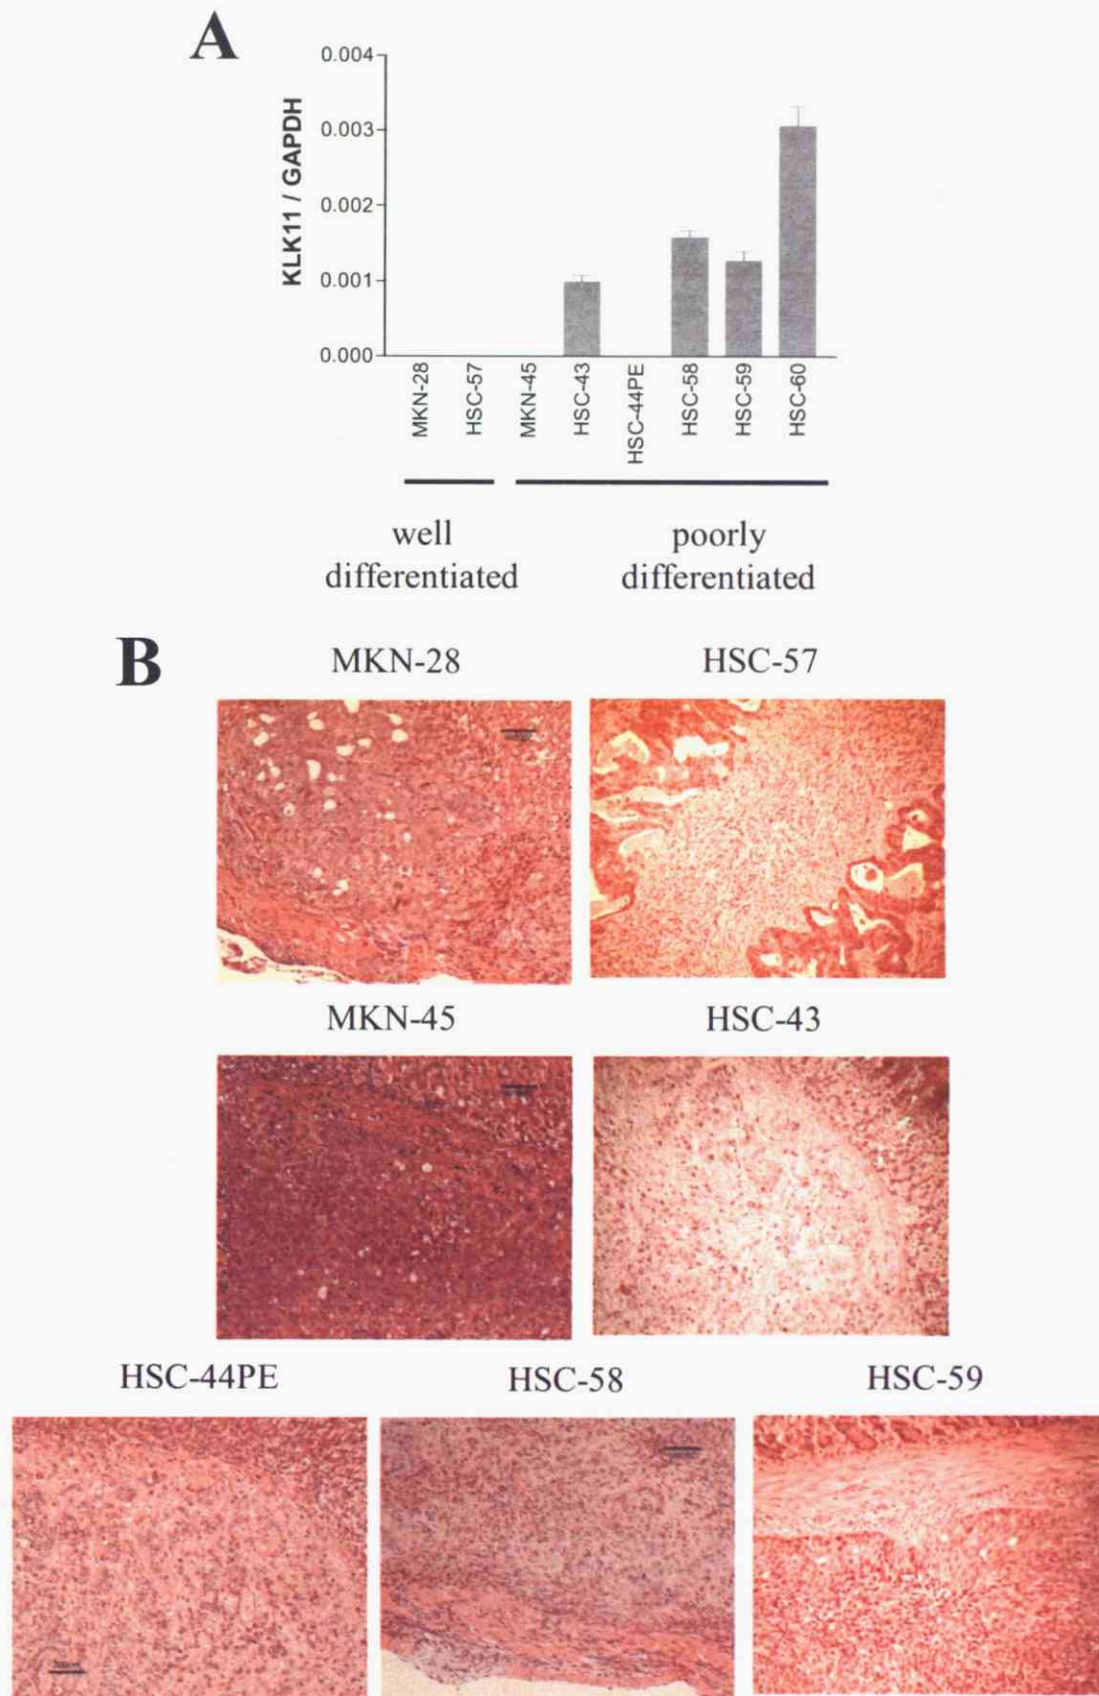 A
KLK11 / GAPDH
0.004
0.003
0.002
0.001
0.000
MKN-28
HSC-57
MKN-45
HSC-43
HSC-44PE
HSC-58
HSC-59
HSC-60
well
differentiated
poorly
differentiated
B
MKN-28
HSC-57
MKN-45
HSC-43
HSC-44PE
HSC-58
HSC-59